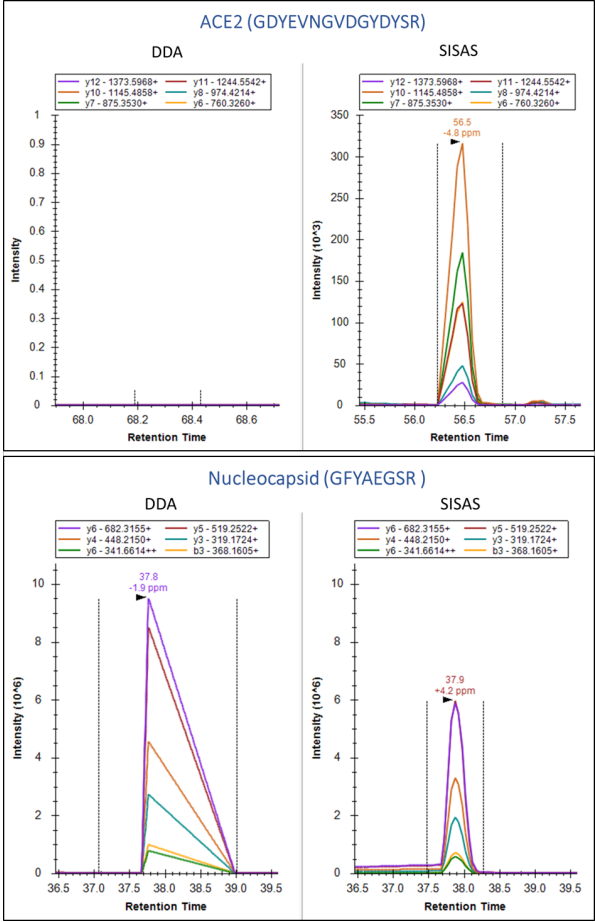 ACE2 (GDYEVNGVDGYDYSR)
DDA
y12 - 1373.5968+ y11 - 1244.5542+
y10 - 1145.4858+ y8 - 974.4214+
y7 - 875.3530+ y6 - 760.3260+
1
0.9
0.8
0.7
0.6
0.5
0.4
0.3
0.2
0.1
0
Intensity
68.0 68.2 68.4 68.6
Retention Time
SISAS
y12 - 1373.5968+ y11 - 1244.5542+
y10 - 1145.4858+ y8 - 974.4214+
y7 - 875.3530+ y6 - 760.3260+
56.5
-4.8 ppm
350
300
250
200
150
100
50
0
Intensity (10^3)
55.5 56.0 56.5 57.0 57.5
Retention Time
Nucleocapsid (GFYAEGSR )
DDA
y6 - 682.3155+ y5 - 519.2522+
y4 - 448.2150+ y3 - 319.1724+
y6 - 341.6614++ b3 - 368.1605+
37.8
-1.9 ppm
10
8
6
4
2
0
Intensity (10^6)
36.5 37.0 37.5 38.0 38.5 39.0 39.5
Retention Time
SISAS
y6 - 682.3155+ y5 - 519.2522+
y4 - 448.2150+ y3 - 319.1724+
y6 - 341.6614++ b3 - 368.1605+
37.9
+4.2 ppm
10
8
6
4
2
0
Intensity (10^6)
36.5 37.0 37.5 38.0 38.5 39.0 39.5
Retention Time